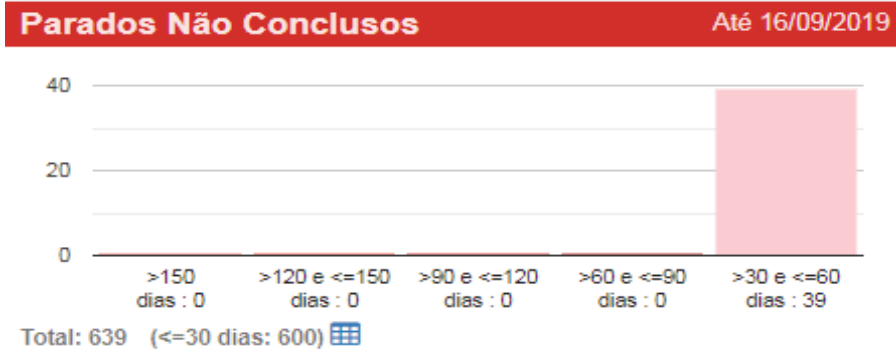 Parados Não Conclusos Até 16/09/2019
40
20
0
>150 >120 e <=150 >90 e <=120 >60 e <=90 >30 e <=60
dias : 0 dias : 0 dias : 0 dias : 0 dias : 39
Total: 639 (<=30 dias: 600)